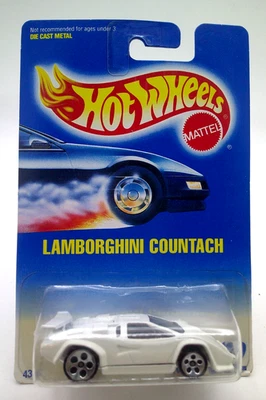 Not recommended for ages under 3
DIE CAST METAL
Hot Wheels
MATTEL
LAMBORGHINI COUNTACH
43